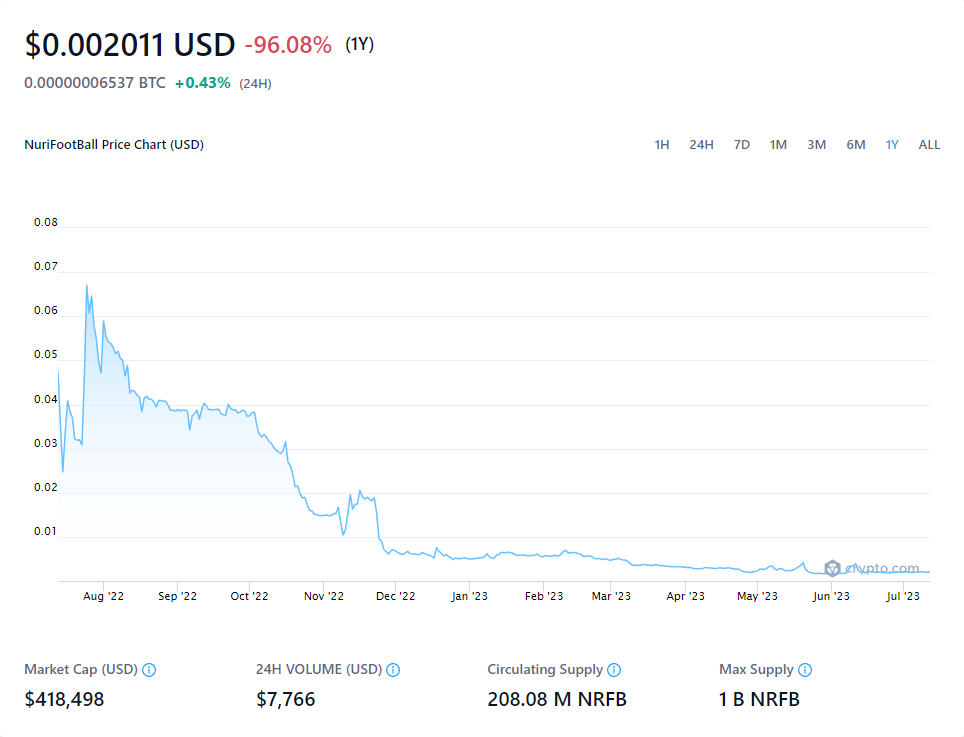 $0.002011 USD -96.08% (1Y)
0.00000006537 BTC +0.43% (24H)
NuriFootBall Price Chart (USD) 1H 24H 7D 1M 3M 6M 1Y ALL
0.08
0.07
0.06
0.05
0.04
0.03
0.02
0.01
crypto.com
Aug '22 Sep '22 Oct '22 Nov '22 Dec '22 Jan '23 Feb '23 Mar '23 Apr '23 May '23 Jun '23 Jul '23
Market Cap (USD) 24H VOLUME (USD) Circulating Supply Max Supply
$418,498 $7,766 208.08 M NRFB 1 B NRFB